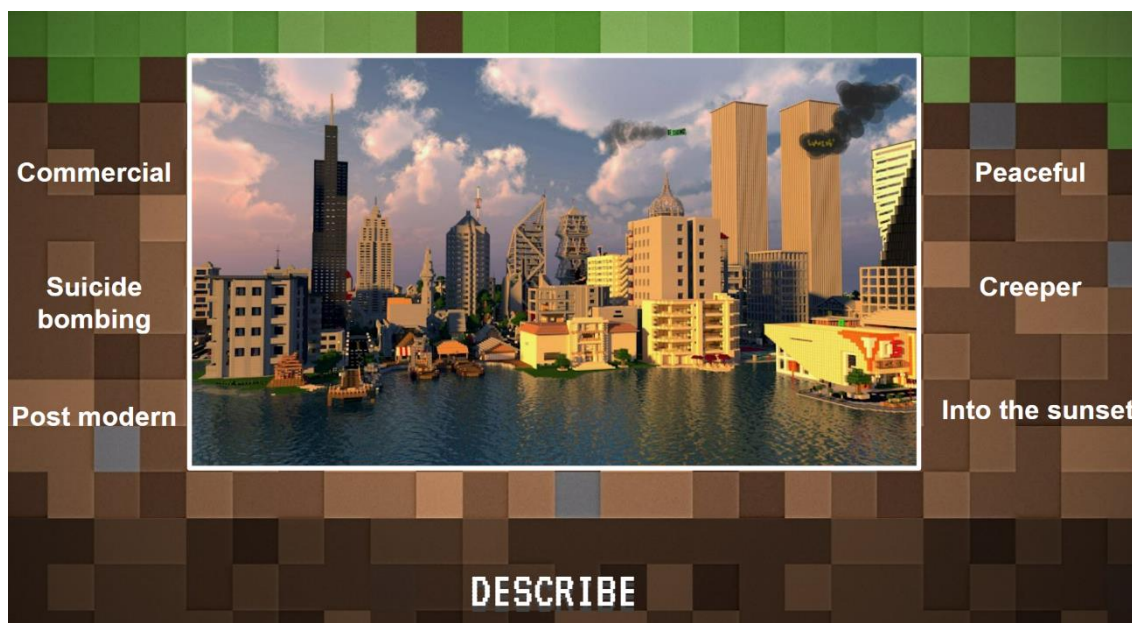 Commercial
Peaceful
Suicide
bombing
Creeper
Post modern
Into the sunset
DESCRIBE